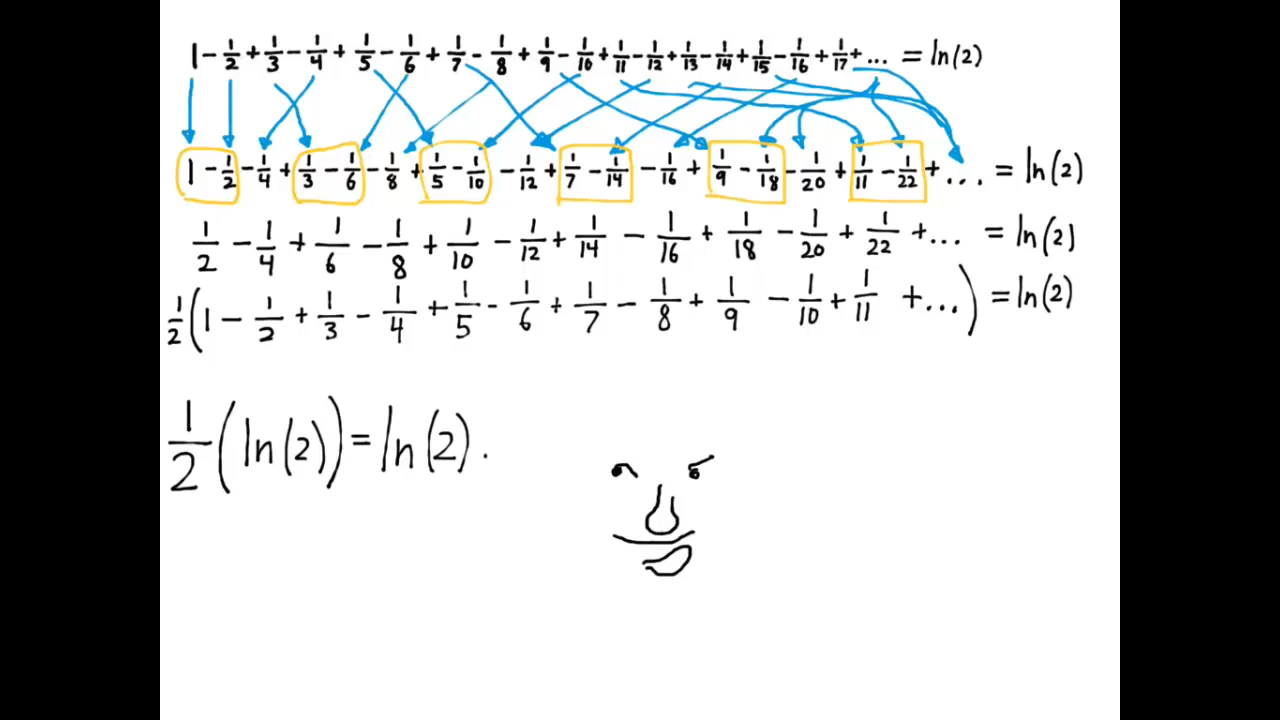 1 - 1/2 + 1/3 - 1/4 + 1/5 - 1/6 + 1/7 - 1/8 + 1/9 - 1/10 + 1/11 - 1/12 + 1/13 - 1/14 + 1/15 - 1/16 + 1/17 + ... = ln(2)
1 - 1/2 - 1/4 + 1/3 - 1/6 - 1/8 + 1/5 - 1/10 - 1/12 + 1/7 - 1/14 - 1/16 + 1/9 - 1/18 - 1/20 + 1/11 - 1/22 + ... = ln(2)
1/2 - 1/4 + 1/6 - 1/8 + 1/10 - 1/12 + 1/14 - 1/16 + 1/18 - 1/20 + 1/22 + ... = ln(2)
1/2 (1 - 1/2 + 1/3 - 1/4 + 1/5 - 1/6 + 1/7 - 1/8 + 1/9 - 1/10 + 1/11 + ...) = ln(2)
1/2 (ln(2)) = ln(2).